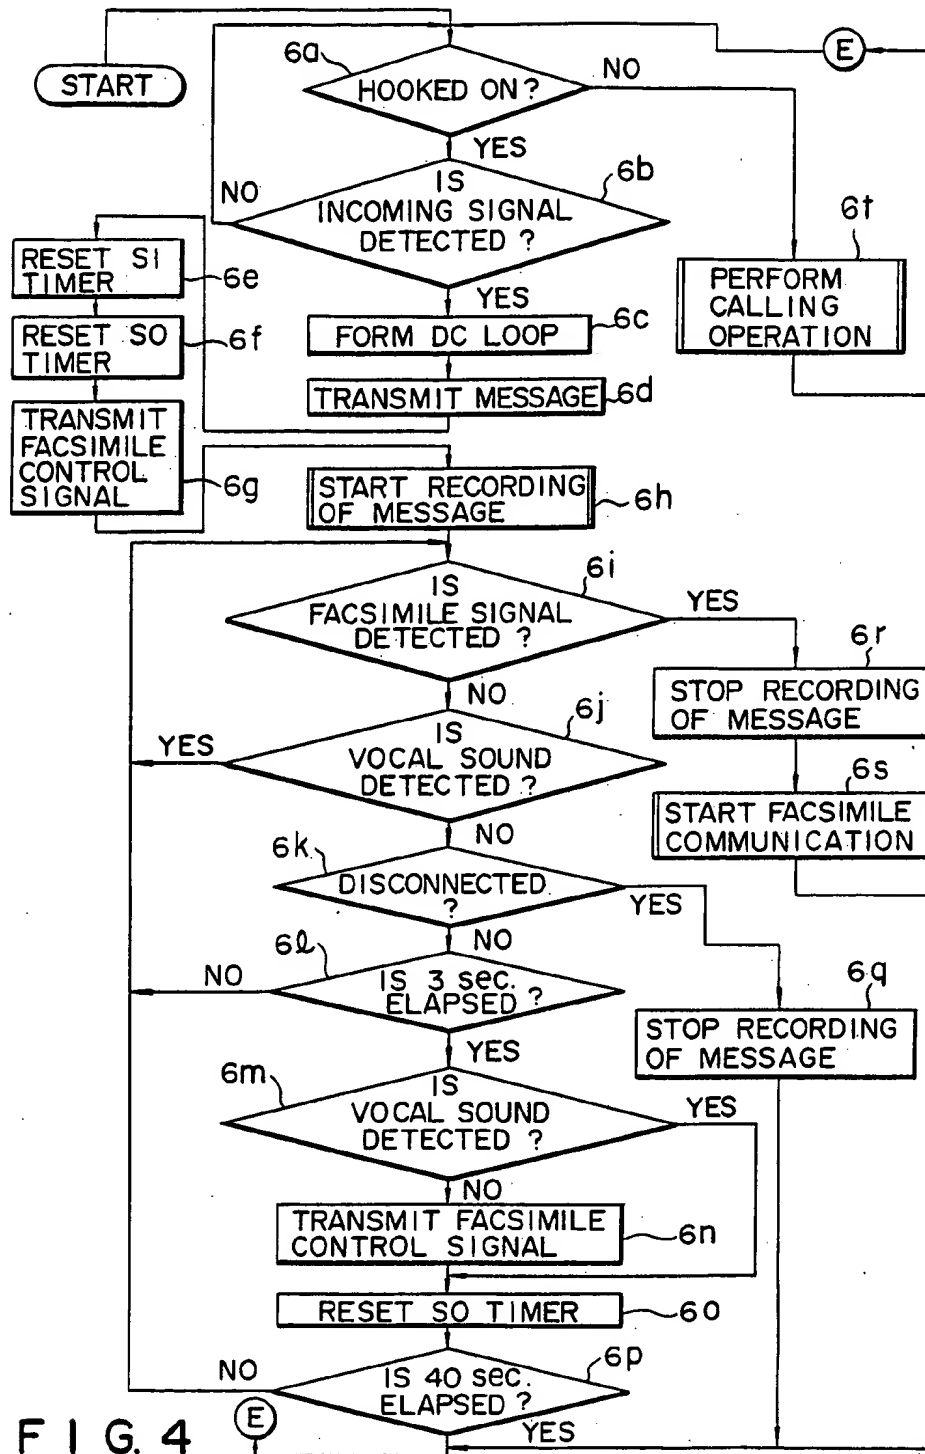 START
6a
HOOKED ON?
NO
E
YES
6b
NO
IS
INCOMING SIGNAL
DETECTED ?
6t
PERFORM
CALLING
OPERATION
RESET SI
TIMER
6e
YES
6c
FORM DC LOOP
RESET SO
TIMER
6f
TRANSMIT MESSAGE
6d
TRANSMIT
FACSIMILE
CONTROL
SIGNAL
6g
START RECORDING
OF MESSAGE
6h
6i
IS
FACSIMILE SIGNAL
DETECTED ?
YES
6r
STOP RECORDING
OF MESSAGE
NO
6j
YES
IS
VOCAL SOUND
DETECTED ?
6s
START FACSIMILE
COMMUNICATION
NO
6k
DISCONNECTED
?
YES
NO
6l
NO
IS 3 sec.
ELAPSED ?
6q
STOP RECORDING
OF MESSAGE
YES
6m
IS
VOCAL SOUND
DETECTED ?
YES
NO
TRANSMIT FACSIMILE
CONTROL SIGNAL
6n
RESET SO TIMER
6o
6p
NO
IS 40 sec.
ELAPSED ?
YES
E
FIG. 4